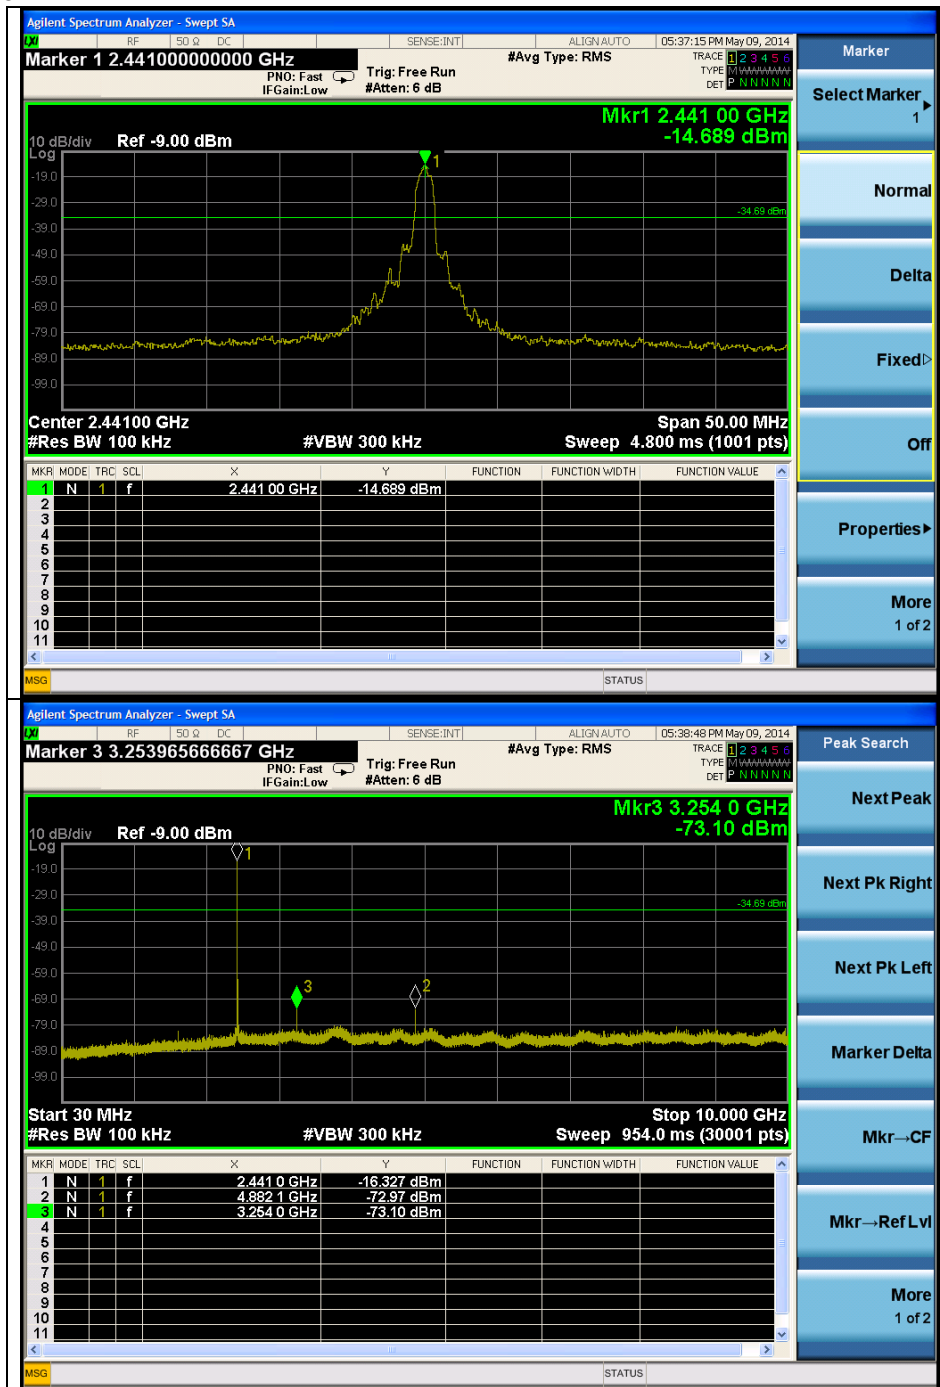 Agilent Spectrum Analyzer - Swept SA
LXI RF 50 Ω DC SENSE:INT ALIGN AUTO 05:37:15 PM May 09, 2014
Marker 1 2.441000000000 GHz
#Avg Type: RMS
TRACE 1 2 3 4 5 6
PNO: Fast Trig: Free Run
TYPE M
IFGain:Low #Atten: 6 dB
DET P N N N N N
Mkr1 2.441 00 GHz
-14.689 dBm
10 dB/div Ref -9.00 dBm
Log
1
-19.0
-29.0
-34.69 dBm
-39.0
-49.0
-59.0
-69.0
-79.0
-89.0
-99.0
Center 2.44100 GHz Span 50.00 MHz
#Res BW 100 kHz #VBW 300 kHz Sweep 4.800 ms (1001 pts)
MKR MODE TRC SCL X Y FUNCTION FUNCTION WIDTH FUNCTION VALUE
1 N 1 f 2.441 00 GHz -14.689 dBm
2
3
4
5
6
7
8
9
10
11
MSG STATUS
Marker
Select Marker
1
Normal
Delta
Fixed
Off
Properties
More
1 of 2
Agilent Spectrum Analyzer - Swept SA
LXI RF 50 Ω DC SENSE:INT ALIGN AUTO 05:38:48 PM May 09, 2014
Marker 3 3.253965666667 GHz
#Avg Type: RMS
TRACE 1 2 3 4 5 6
PNO: Fast Trig: Free Run
TYPE M
IFGain:Low #Atten: 6 dB
DET P N N N N N
Mkr3 3.254 0 GHz
-73.10 dBm
10 dB/div Ref -9.00 dBm
Log
1
-19.0
-29.0
-34.69 dBm
-39.0
-49.0
-59.0
3 2
-69.0
-79.0
-89.0
-99.0
Start 30 MHz Stop 10.000 GHz
#Res BW 100 kHz #VBW 300 kHz Sweep 954.0 ms (30001 pts)
MKR MODE TRC SCL X Y FUNCTION FUNCTION WIDTH FUNCTION VALUE
1 N 1 f 2.441 0 GHz -16.327 dBm
2 N 1 f 4.882 1 GHz -72.97 dBm
3 N 1 f 3.254 0 GHz -73.10 dBm
4
5
6
7
8
9
10
11
MSG STATUS
Peak Search
Next Peak
Next Pk Right
Next Pk Left
Marker Delta
Mkr→CF
Mkr→Ref Lvl
More
1 of 2